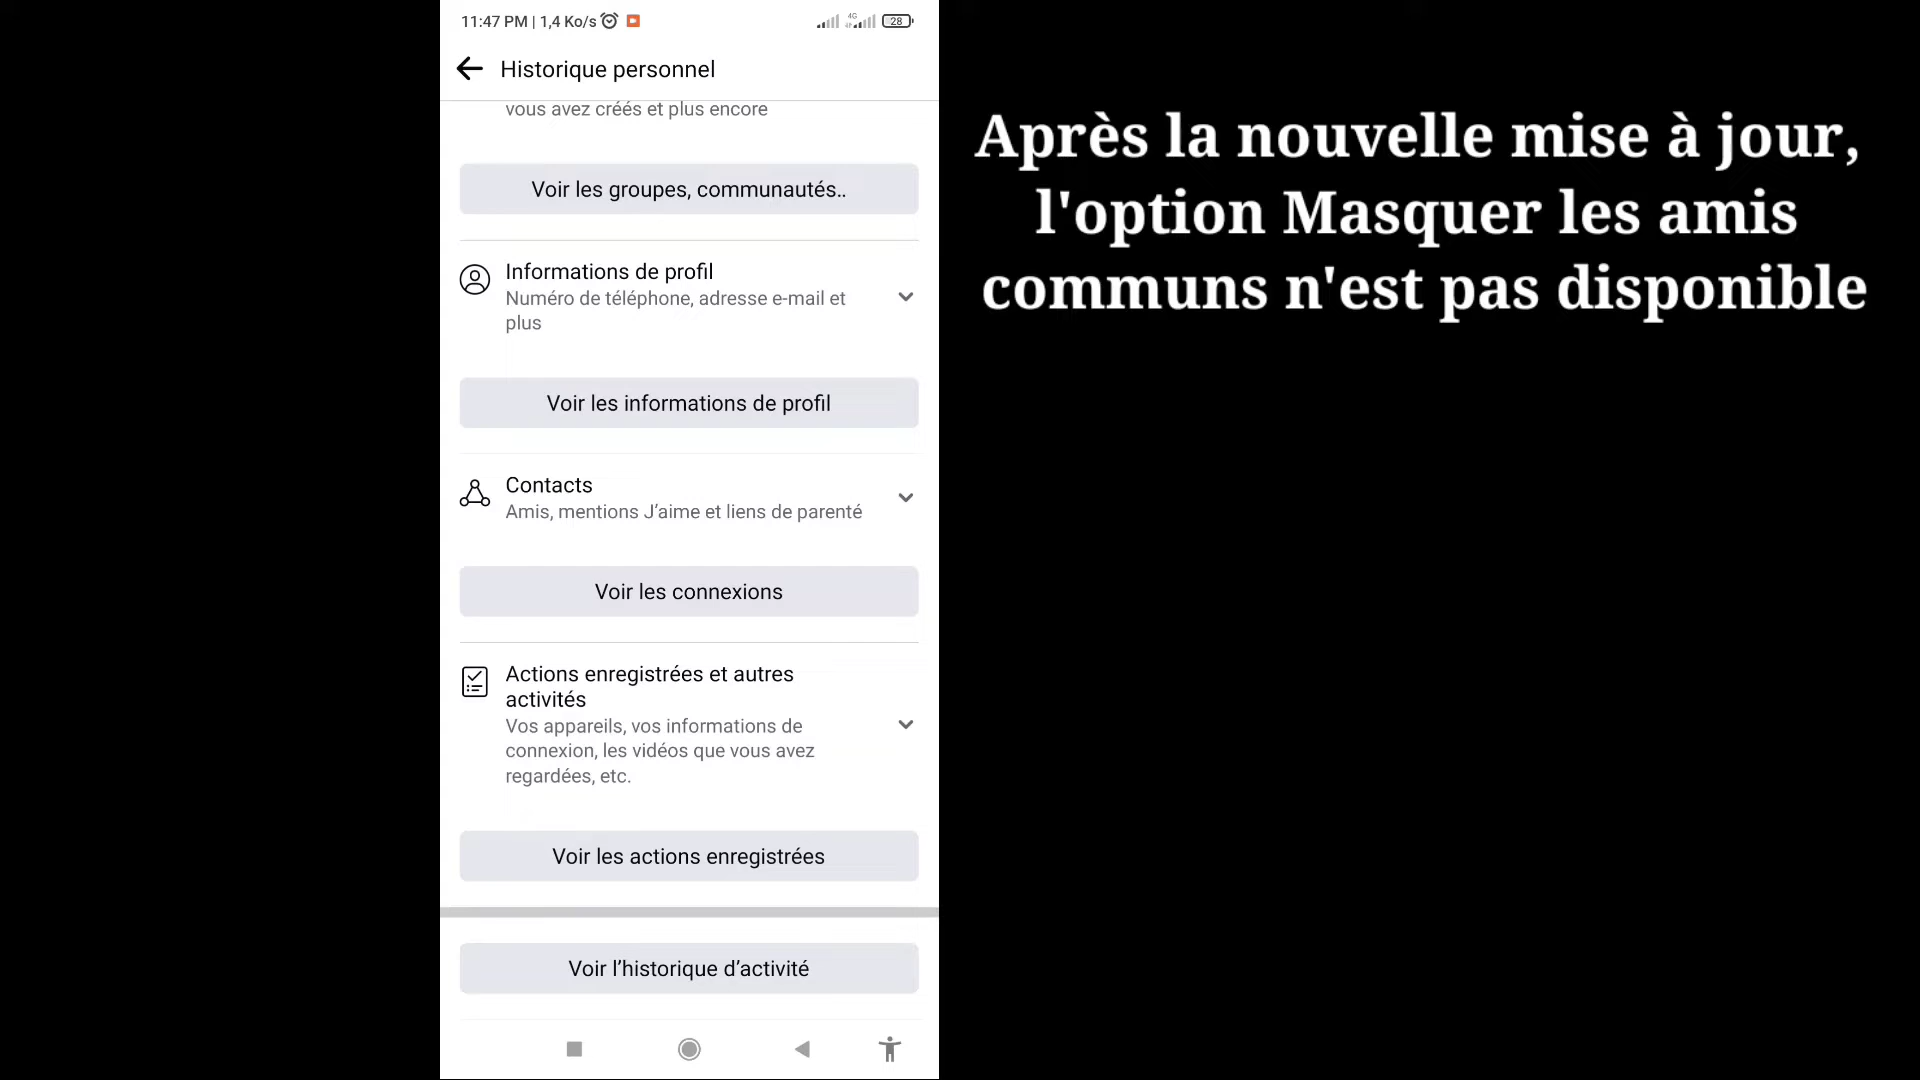 11:47 PM | 1,4 Ko/s
4G
28
Historique personnel
vous avez créés et plus encore
Voir les groupes, communautés..
Informations de profil
Numéro de téléphone, adresse e-mail et
plus
Voir les informations de profil
Contacts
Amis, mentions J’aime et liens de parenté
Voir les connexions
Actions enregistrées et autres
activités
Vos appareils, vos informations de
connexion, les vidéos que vous avez
regardées, etc.
Voir les actions enregistrées
Voir l’historique d’activité
Après la nouvelle mise à jour,
l'option Masquer les amis
communs n'est pas disponible